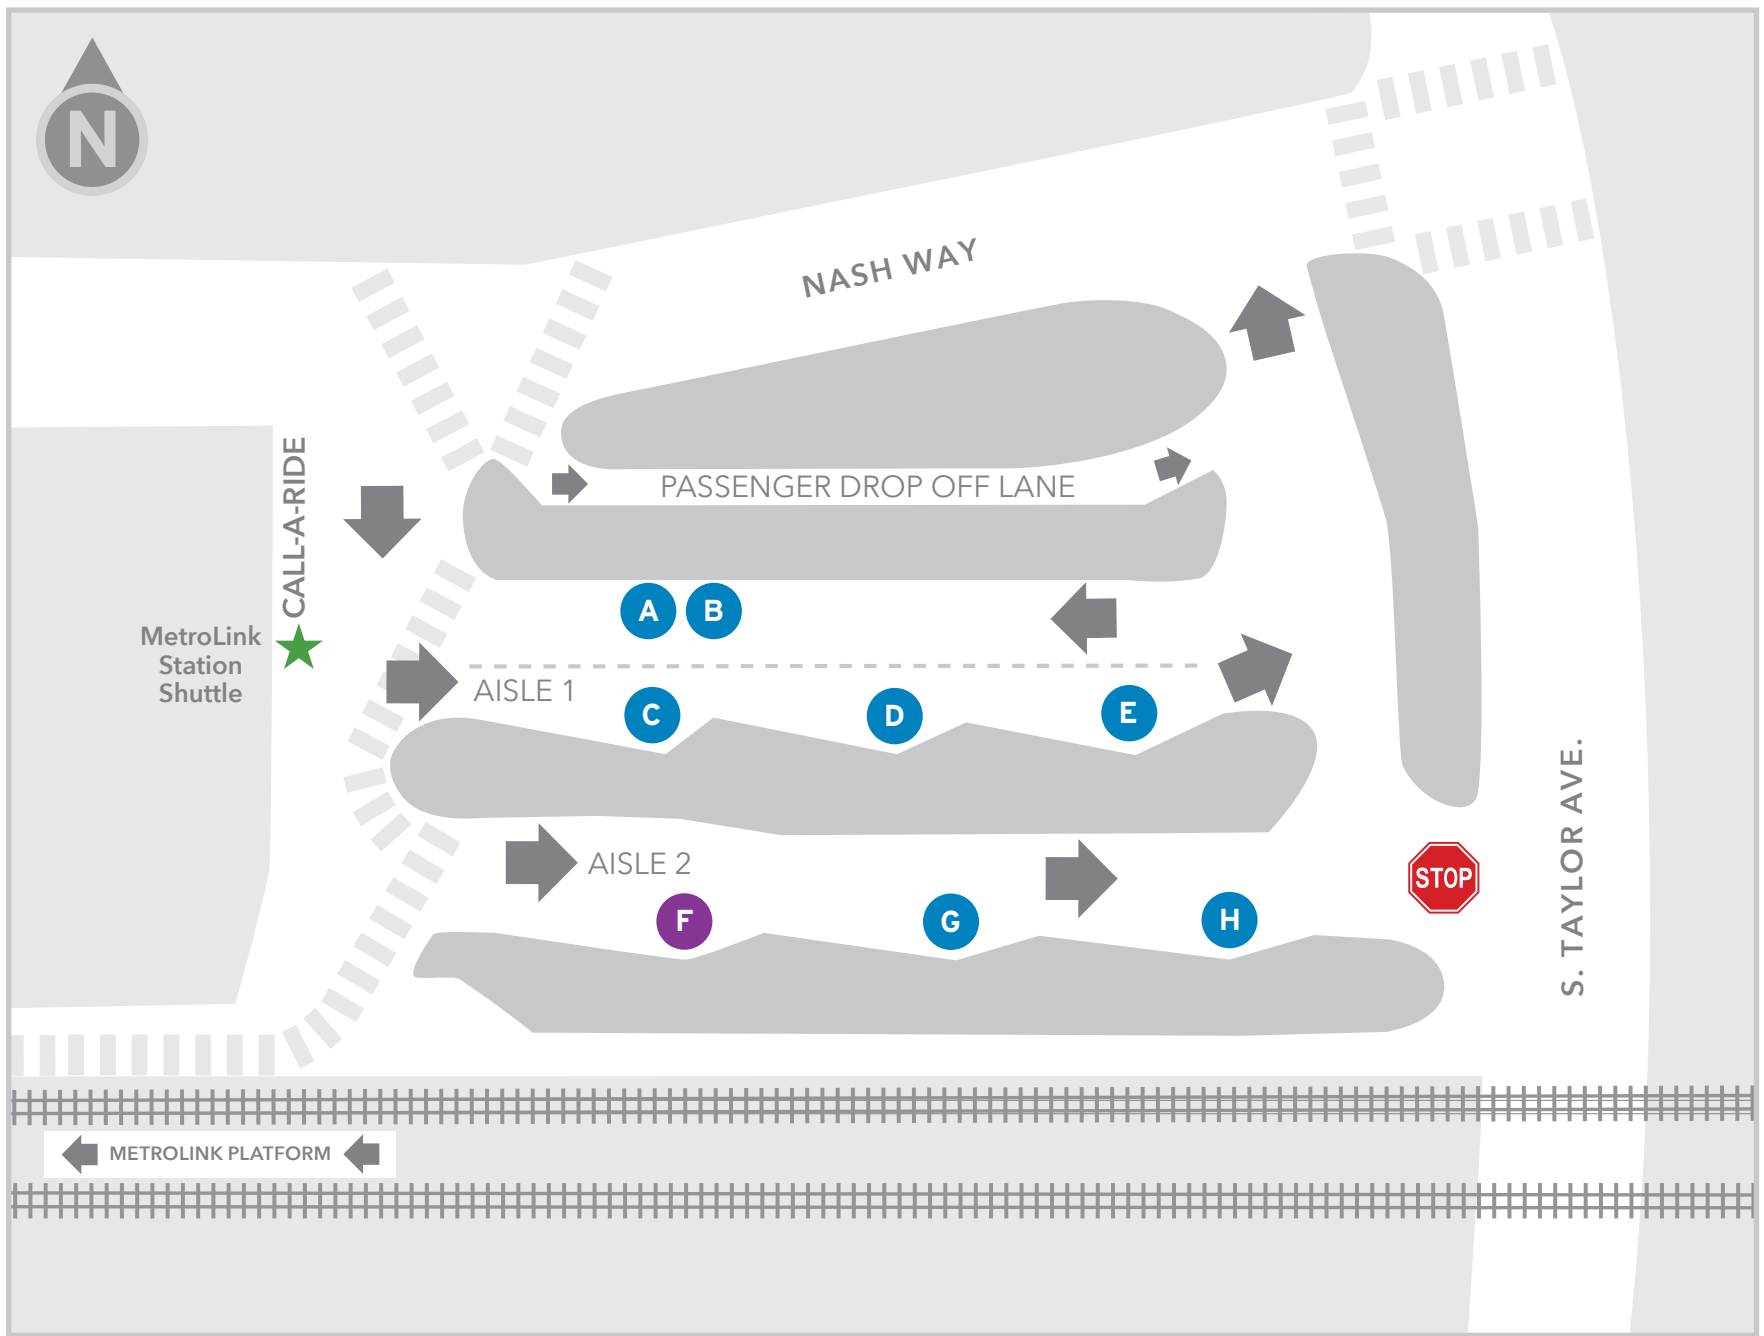 N
NASH WAY
CALL-A-RIDE
PASSENGER DROP OFF LANE
A B
MetroLink
Station
Shuttle
AISLE 1
C D E
AISLE 2
STOP
S. TAYLOR AVE.
F G H
METROLINK PLATFORM